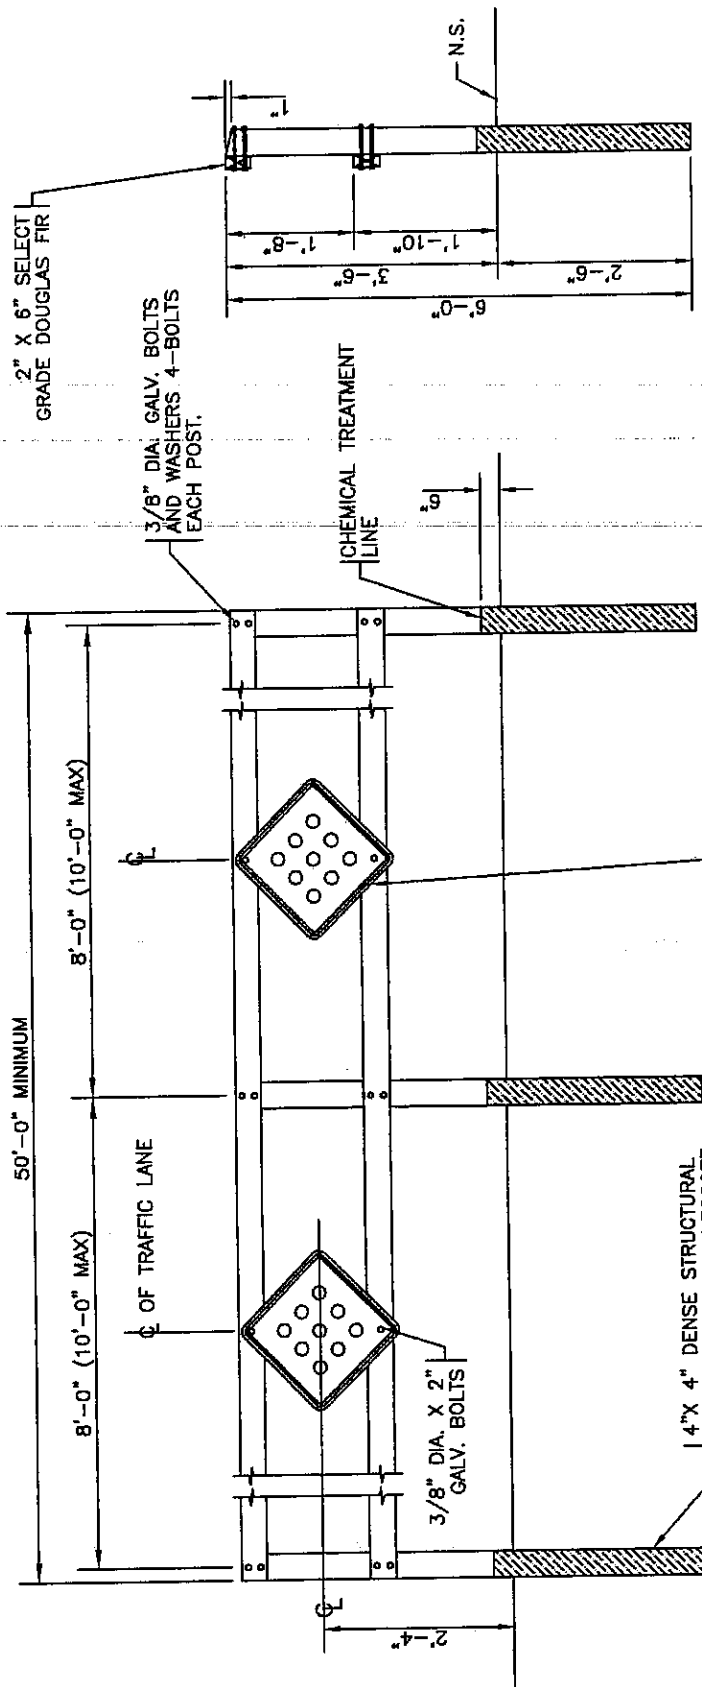 50'-0" MINIMUM
8'-0" (10'-0" MAX)
8'-0" (10'-0" MAX)
℄ OF TRAFFIC LANE
℄
℄
2'-4"
3/8" DIA. X 2"
GALV. BOLTS
4"X 4" DENSE STRUCTURAL
3/8" DIA. GALV. BOLTS
AND WASHERS 4-BOLTS
EACH POST.
CHEMICAL TREATMENT
LINE
6"
2" X 6" SELECT
GRADE DOUGLAS FIR
1"
1'-8"
1'-10"
3'-6"
2'-6"
6'-0"
N.S.